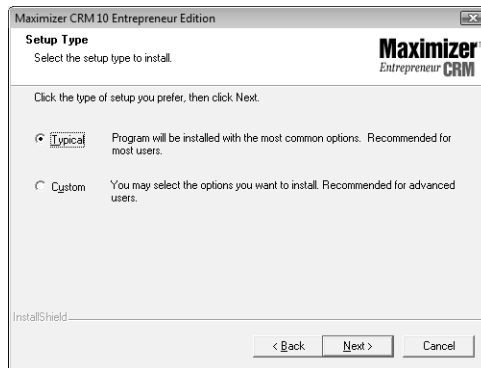 Maximizer CRM 10 Entrepreneur Edition
Setup Type
Select the setup type to install.
Maximizer
Entrepreneur CRM
Click the type of setup you prefer, then click Next.
Typical
Program will be installed with the most common options. Recommended for
most users.
Custom
You may select the options you want to install. Recommended for advanced
users.
InstallShield
< Back
Next >
Cancel